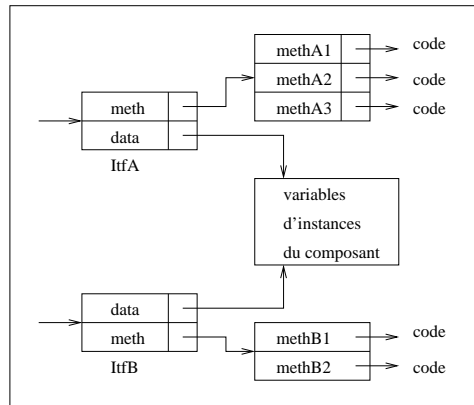 methA1 code
meth methA2 code
data methA3 code
ItfA
variables
d'instances
du composant
data
meth methB1 code
ItfB methB2 code